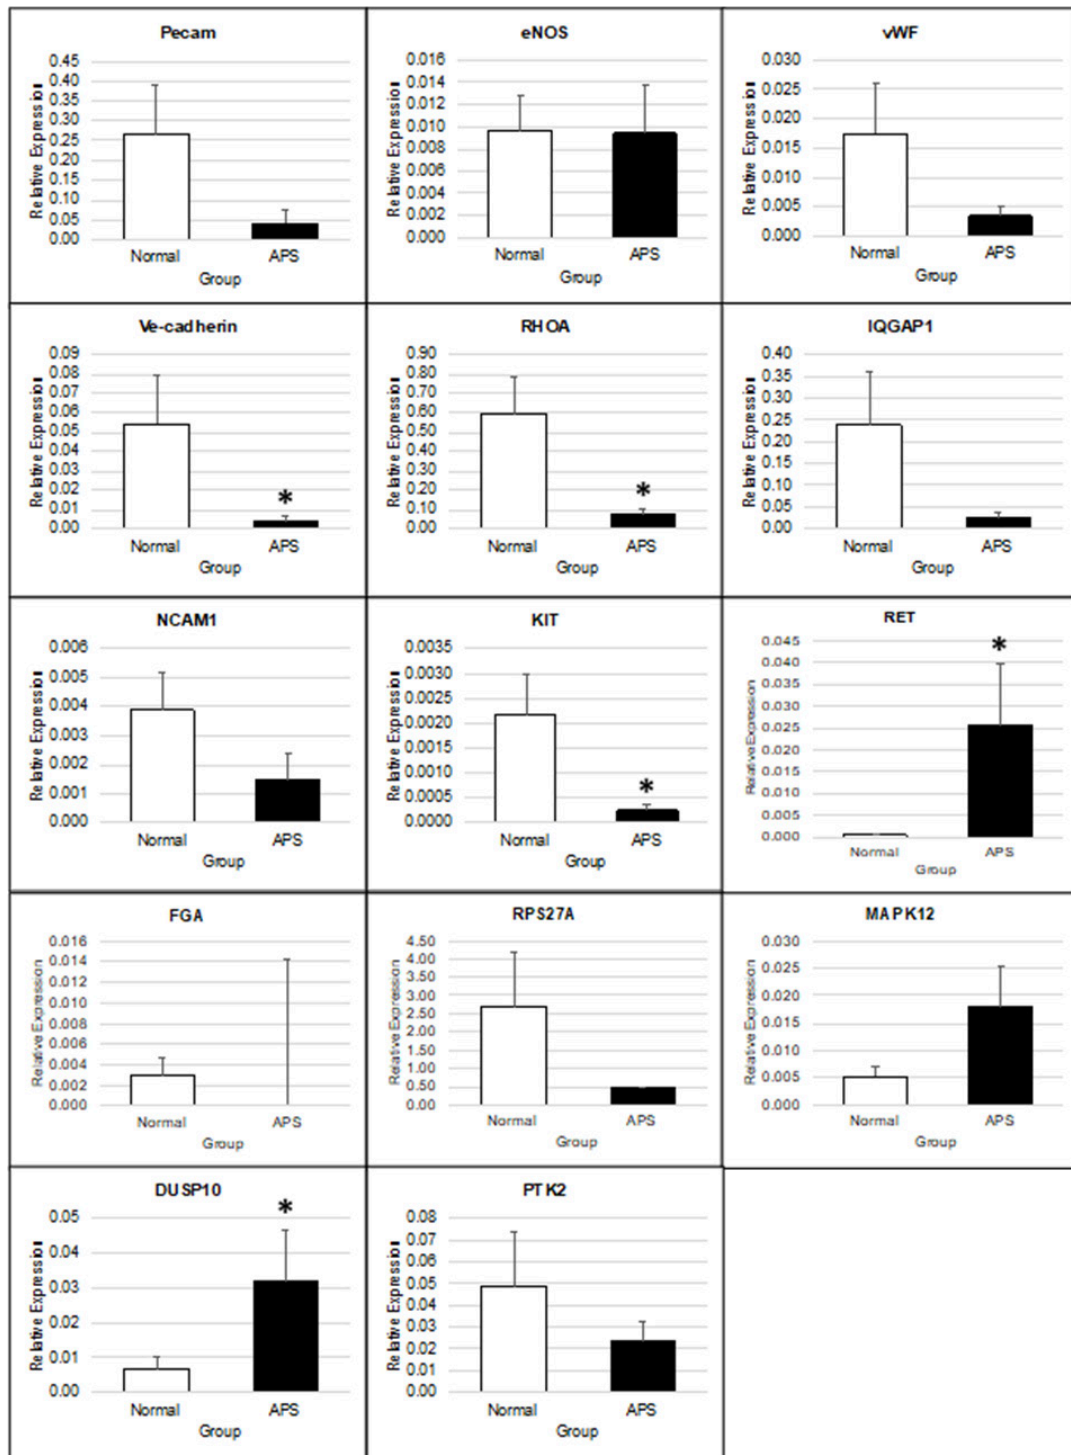 Pecam
Relative Expression
0.45
0.40
0.35
0.30
0.25
0.20
0.15
0.10
0.05
0.00
Normal APS
Group
eNOS
Relative Expression
0.016
0.014
0.012
0.010
0.008
0.006
0.004
0.002
0.000
Normal APS
Group
vWF
Relative Expression
0.030
0.025
0.020
0.015
0.010
0.005
0.000
Normal APS
Group
Ve-cadherin
Relative Expression
0.09
0.08
0.07
0.06
0.05
0.04
0.03
0.02
0.01
0.00
*
Normal APS
Group
RHOA
Relative Expression
0.90
0.80
0.70
0.60
0.50
0.40
0.30
0.20
0.10
0.00
*
Normal APS
Group
IQGAP1
Relative Expression
0.40
0.35
0.30
0.25
0.20
0.15
0.10
0.05
0.00
Normal APS
Group
NCAM1
Relative Expression
0.006
0.005
0.004
0.003
0.002
0.001
0.000
Normal APS
Group
KIT
Relative Expression
0.0035
0.0030
0.0025
0.0020
0.0015
0.0010
0.0005
0.0000
*
Normal APS
Group
RET
Relative Expression
0.045
0.040
0.035
0.030
0.025
0.020
0.015
0.010
0.005
0.000
*
Normal APS
Group
FGA
Relative Expression
0.016
0.014
0.012
0.010
0.008
0.006
0.004
0.002
0.000
Normal APS
Group
RPS27A
Relative Expression
4.50
4.00
3.50
3.00
2.50
2.00
1.50
1.00
0.50
0.00
Normal APS
Group
MAPK12
Relative Expression
0.030
0.025
0.020
0.015
0.010
0.005
0.000
Normal APS
Group
DUSP10
Relative Expression
0.05
0.04
0.03
0.02
0.01
0.00
*
Normal APS
Group
PTK2
Relative Expression
0.08
0.07
0.06
0.05
0.04
0.03
0.02
0.01
0.00
Normal APS
Group